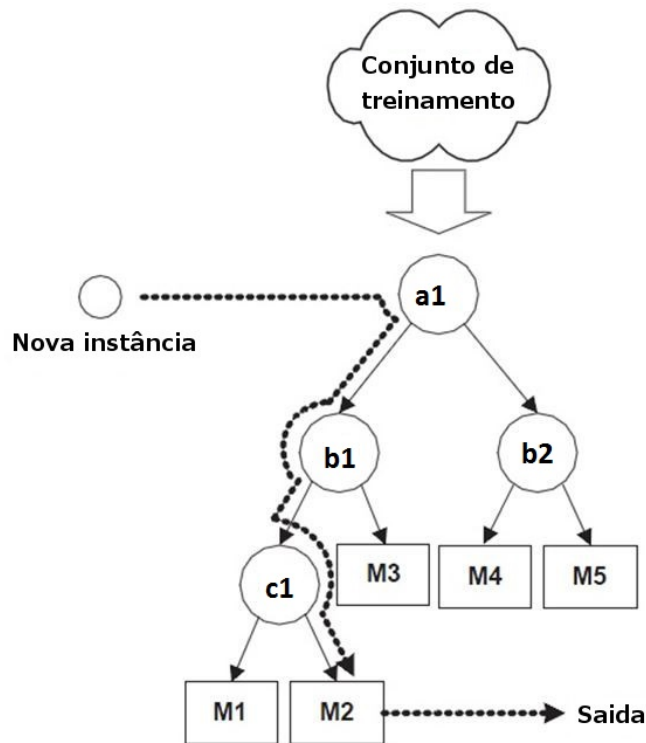 Conjunto de
treinamento
a1
Nova instância
b1
b2
M3
M4
M5
c1
M1
M2
Saida